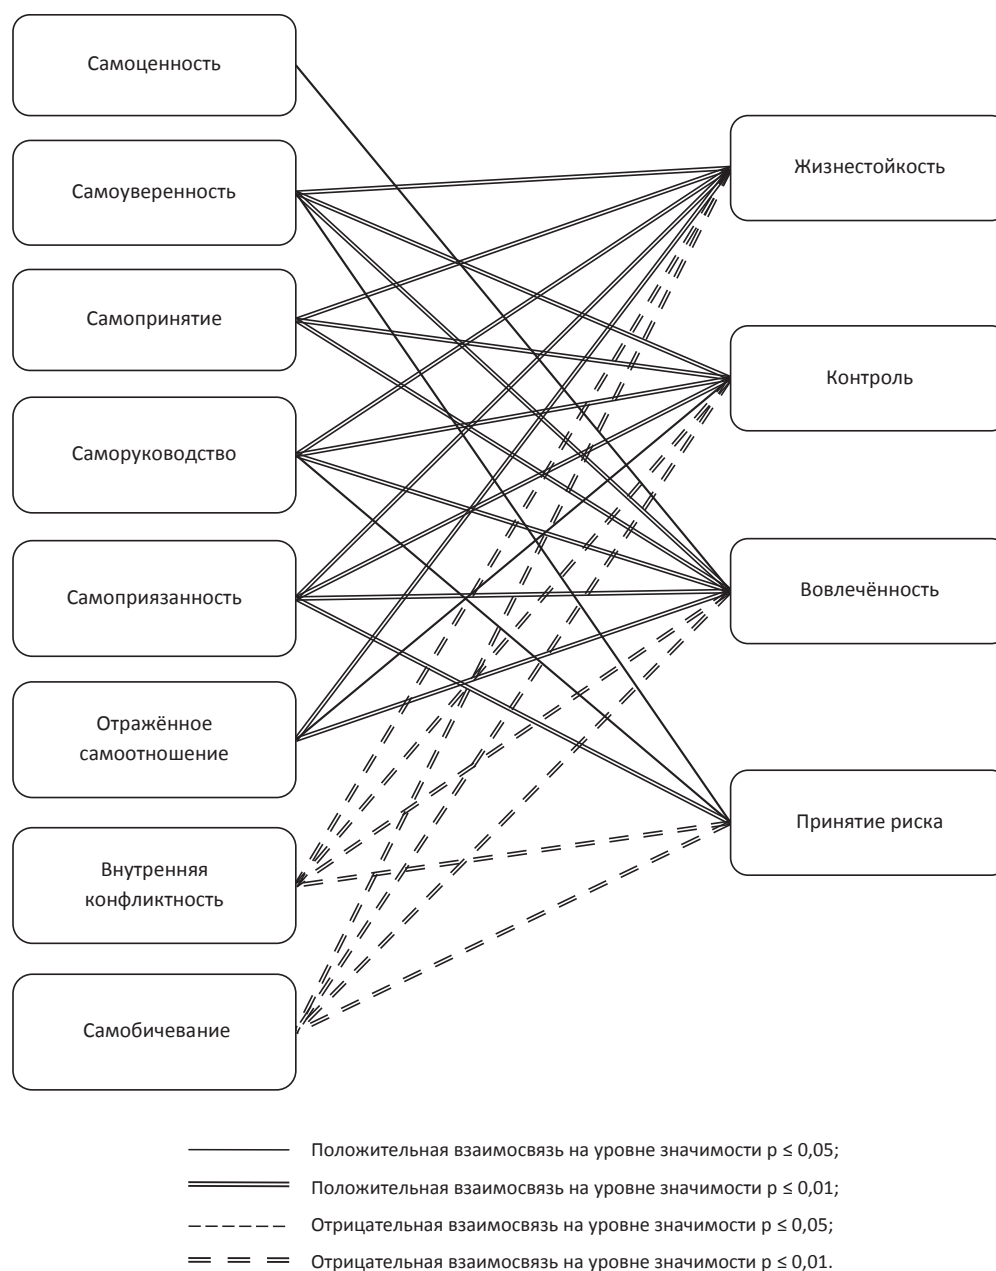 Самоценность
Самоуверенность
Самопринятие
Саморуководство
Самоприязанность
Отражённое
самоотношение
Внутренняя
конфликтность
Самобичевание
Жизнестойкость
Контроль
Вовлечённость
Принятие риска
Положительная взаимосвязь на уровне значимости p ≤ 0,05;
Положительная взаимосвязь на уровне значимости p ≤ 0,01;
Отрицательная взаимосвязь на уровне значимости p ≤ 0,05;
Отрицательная взаимосвязь на уровне значимости p ≤ 0,01.